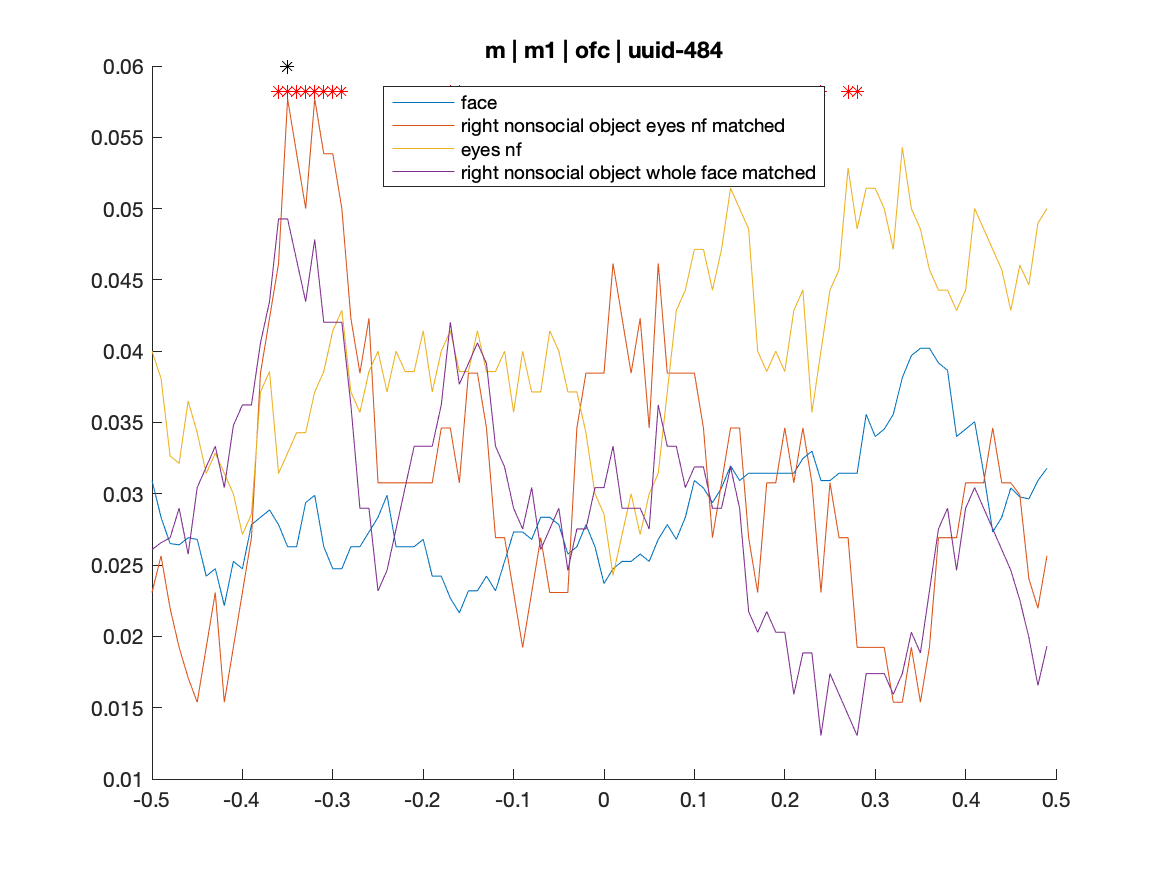 m | m1 | ofc | uuid-484
face
right nonsocial object eyes nf matched
eyes nf
right nonsocial object whole face matched
0.06
0.055
0.05
0.045
0.04
0.035
0.03
0.025
0.02
0.015
0.01
-0.5 -0.4 -0.3 -0.2 -0.1 0 0.1 0.2 0.3 0.4 0.5